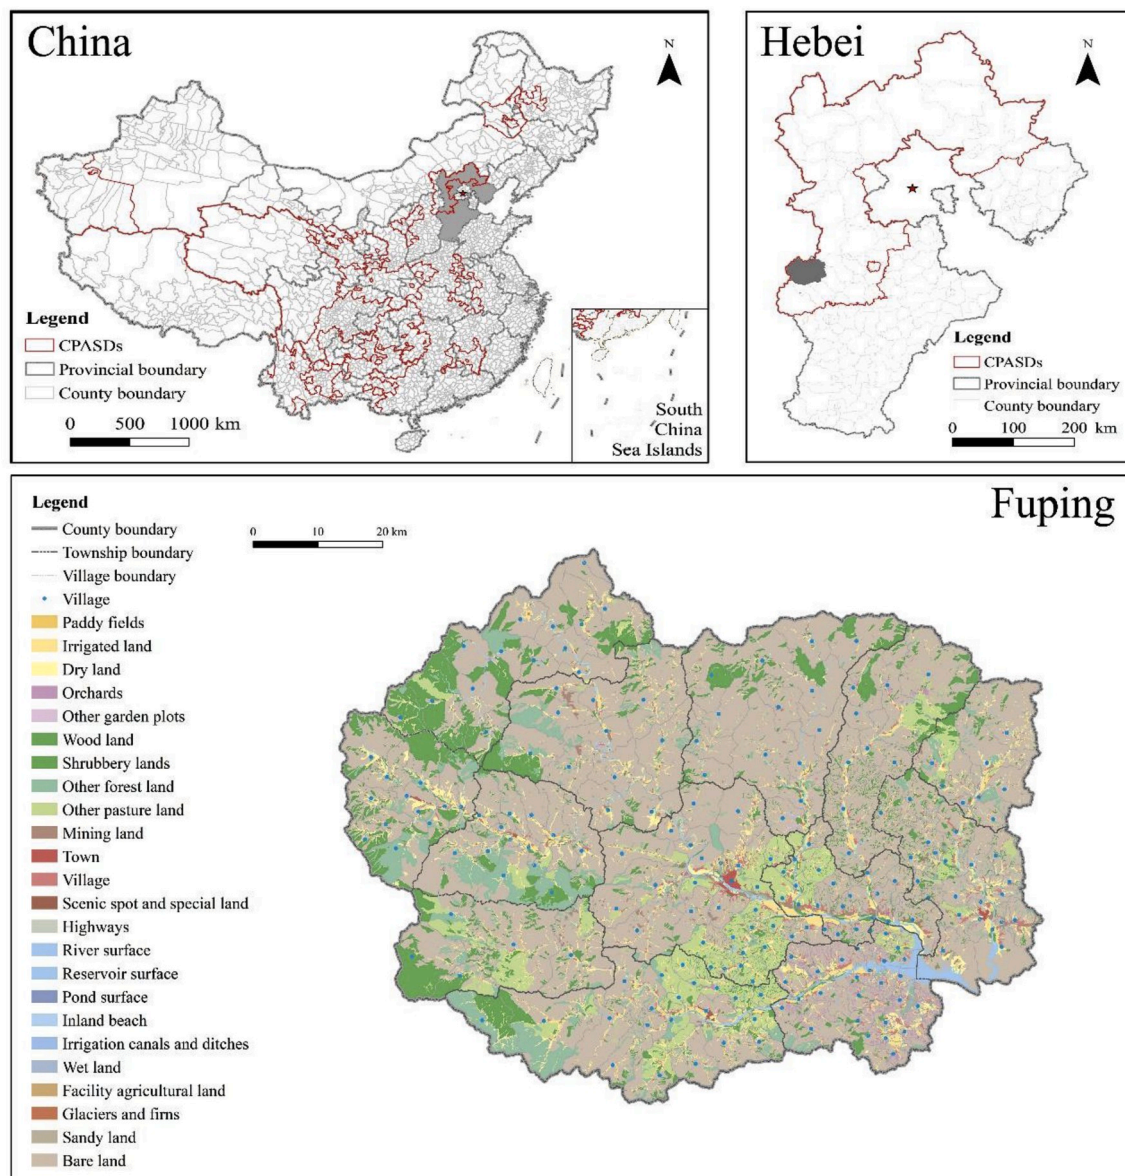 China
N
Legend
CPASDs
Provincial boundary
County boundary
0 500 1000 km
South
China
Sea Islands
Hebei
N
Legend
CPASDs
Provincial boundary
County boundary
0 100 200 km
Fuping
Legend
County boundary
Township boundary
Village boundary
Village
Paddy fields
Irrigated land
Dry land
Orchards
Other garden plots
Wood land
Shrubbery lands
Other forest land
Other pasture land
Mining land
Town
Village
Scenic spot and special land
Highways
River surface
Reservoir surface
Pond surface
Inland beach
Irrigation canals and ditches
Wet land
Facility agricultural land
Glaciers and firns
Sandy land
Bare land
0 10 20 km